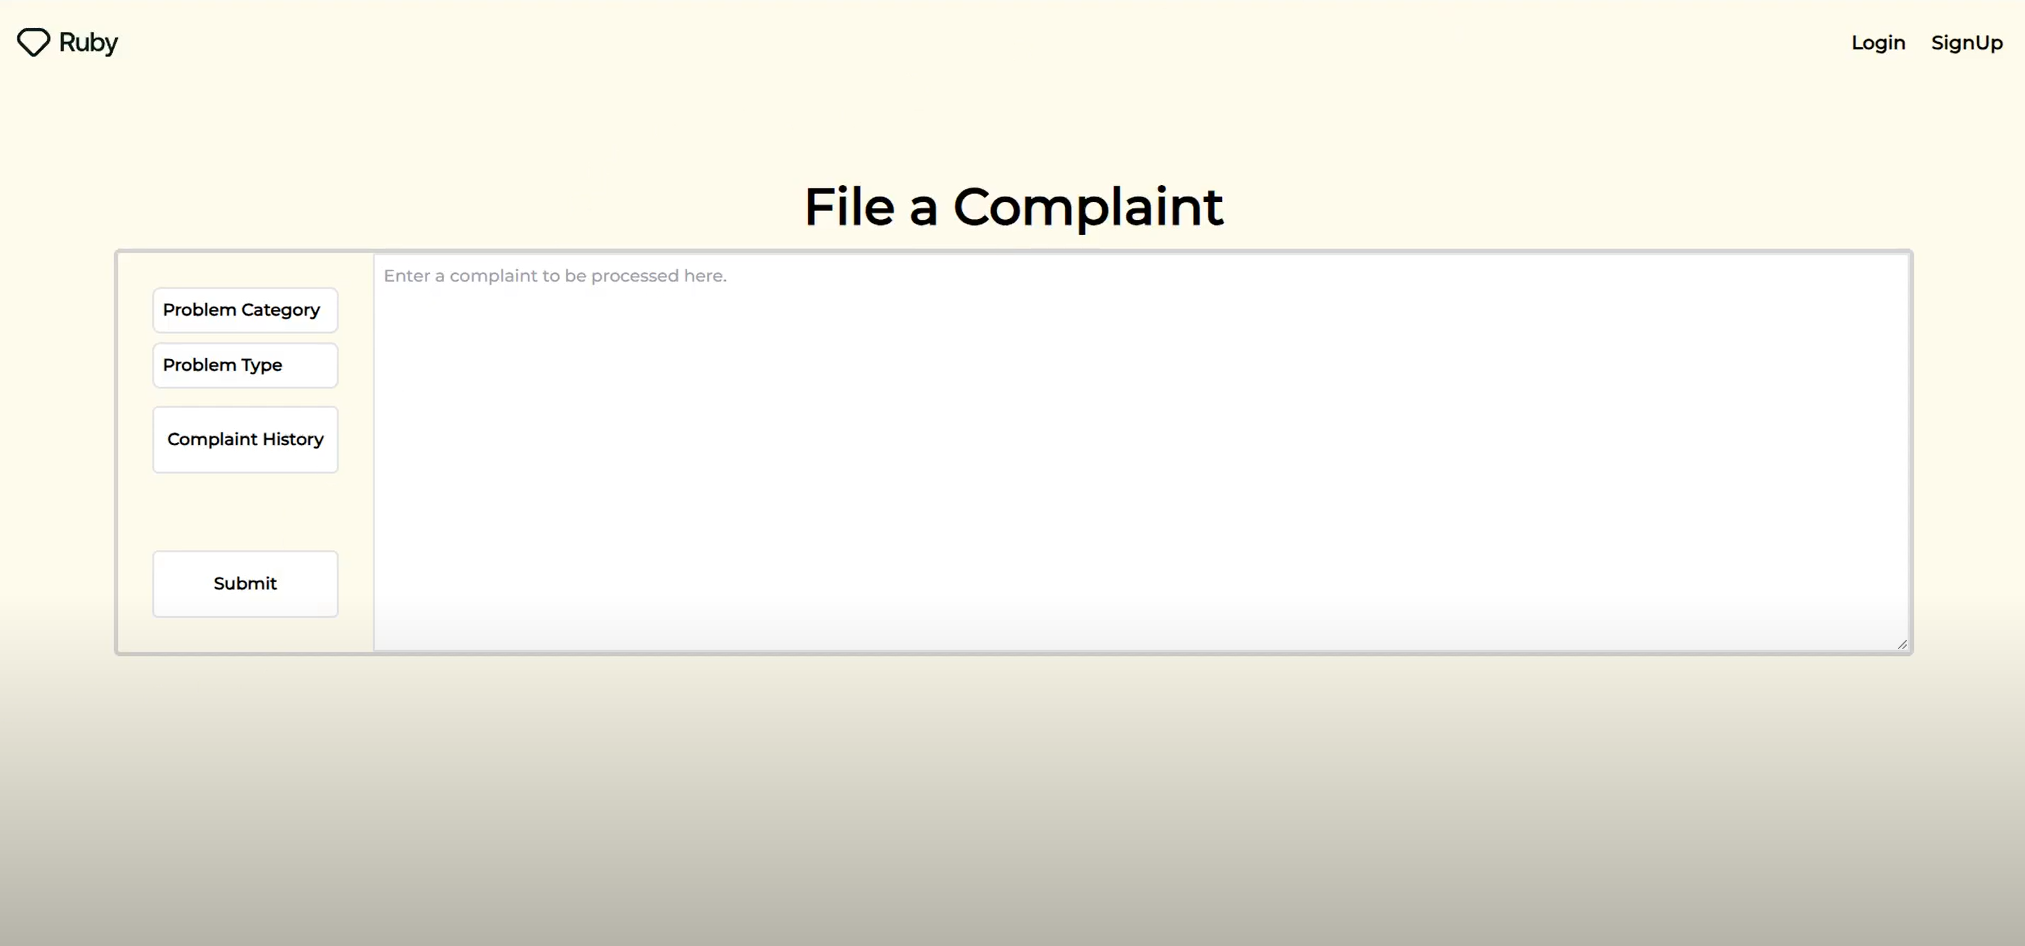 Ruby
Login SignUp
File a Complaint
Enter a complaint to be processed here.
Problem Category
Problem Type
Complaint History
Submit